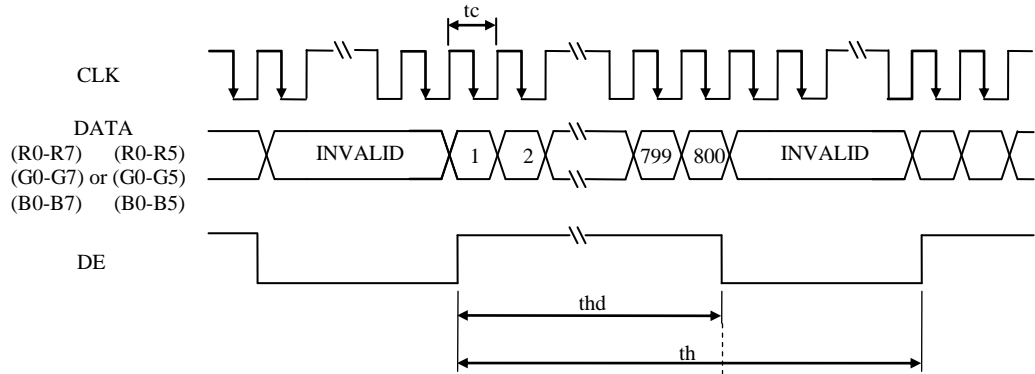 tc
CLK
DATA
(R0-R7) (R0-R5)
(G0-G7) or (G0-G5)
(B0-B7) (B0-B5)
INVALID 1 2 799 800 INVALID
DE
thd
th